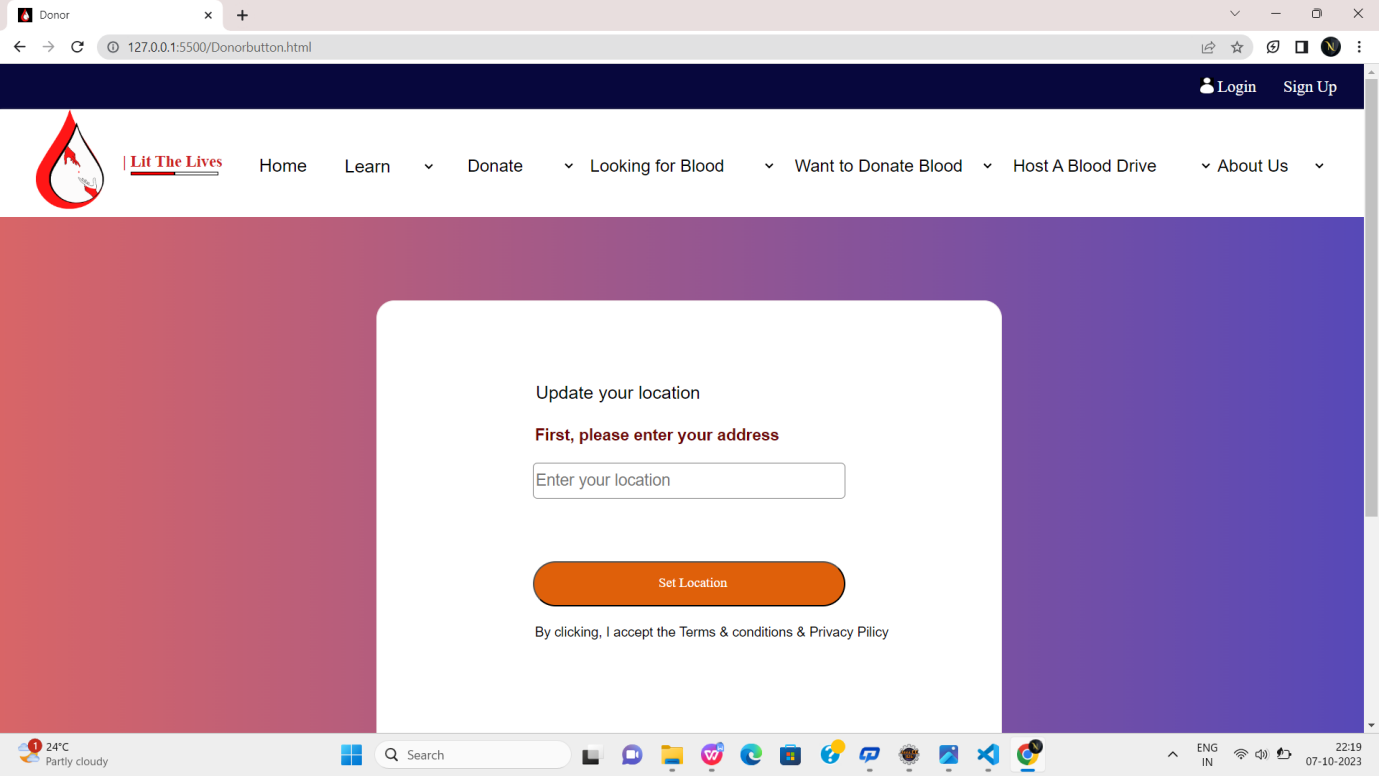 Donor
127.0.0.1:5500/Donorbutton.html
N
Login Sign Up
| Lit The Lives
Home Learn Donate Looking for Blood Want to Donate Blood Host A Blood Drive About Us
Update your location
First, please enter your address
Enter your location
Set Location
By clicking, I accept the Terms & conditions & Privacy Pilicy
1 24°C
Partly cloudy
Search
ENG
IN
22:19
07-10-2023